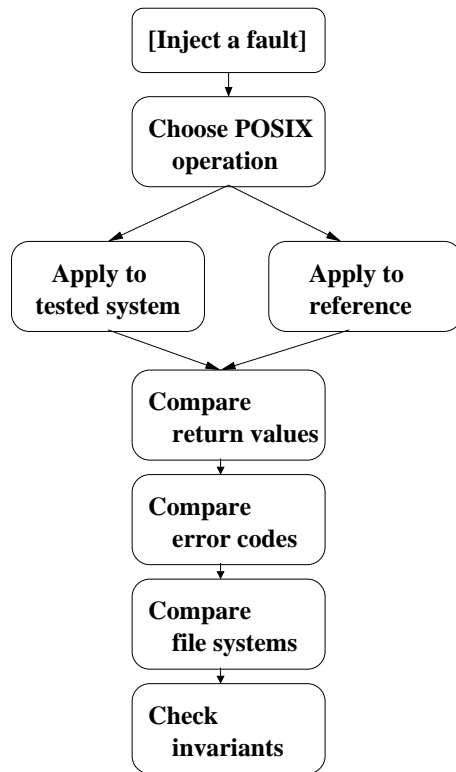 [Inject a fault]
Choose POSIX
operation
Apply to
tested system
Apply to
reference
Compare
return values
Compare
error codes
Compare
file systems
Check
invariants